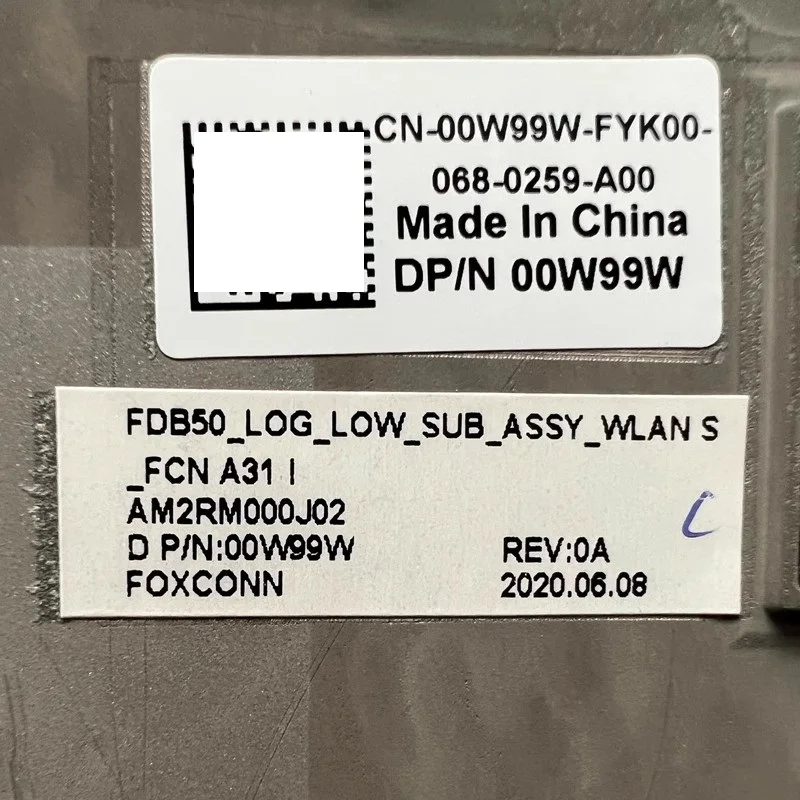 CN-00W99W-FYK00-
068-0259-A00
Made In China
DP/N 00W99W
FDB50_LOG_LOW_SUB_ASSY_WLAN S
_FCN A31 I
AM2RM000J02
D P/N:00W99W
REV:0A
FOXCONN
2020.06.08
C